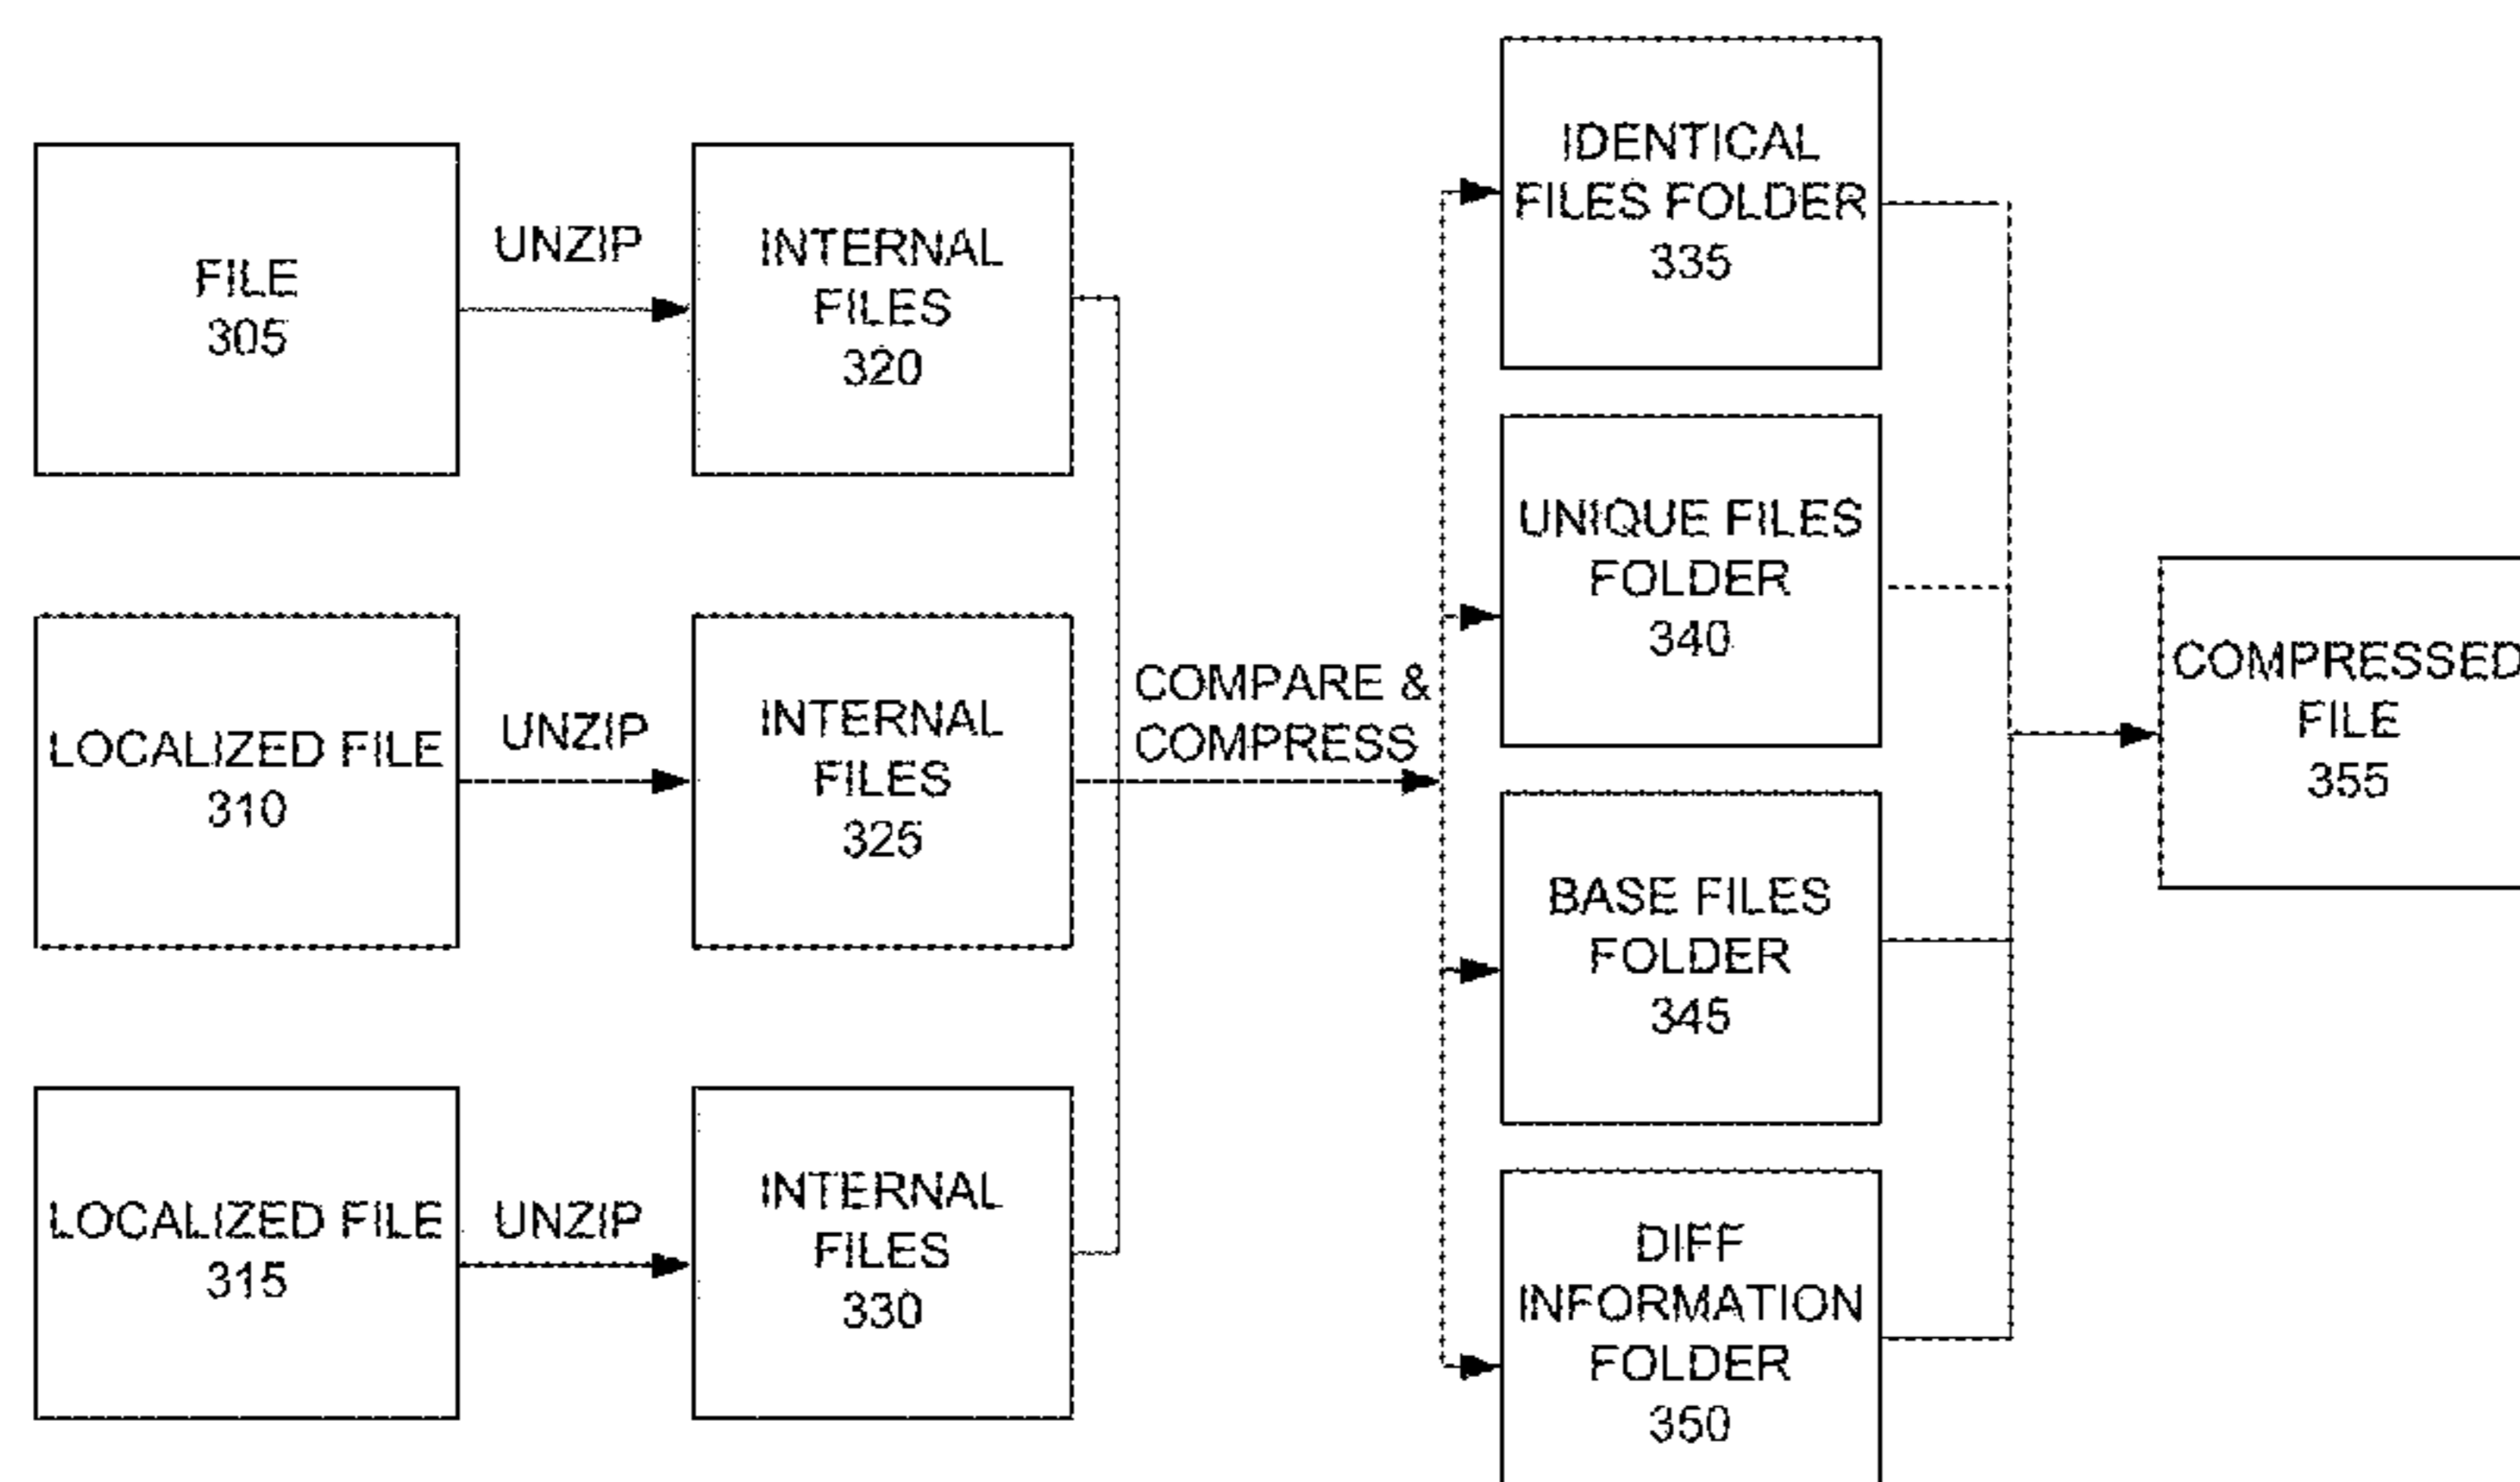 FILE
305
UNZIP
INTERNAL
FILES
320
LOCALIZED FILE
310
UNZIP
INTERNAL
FILES
325
LOCALIZED FILE
315
UNZIP
INTERNAL
FILES
330
COMPARE &
COMPRESS
IDENTICAL
FILES FOLDER
335
UNIQUE FILES
FOLDER
340
BASE FILES
FOLDER
345
DIFF
INFORMATION
FOLDER
350
COMPRESSED
FILE
355